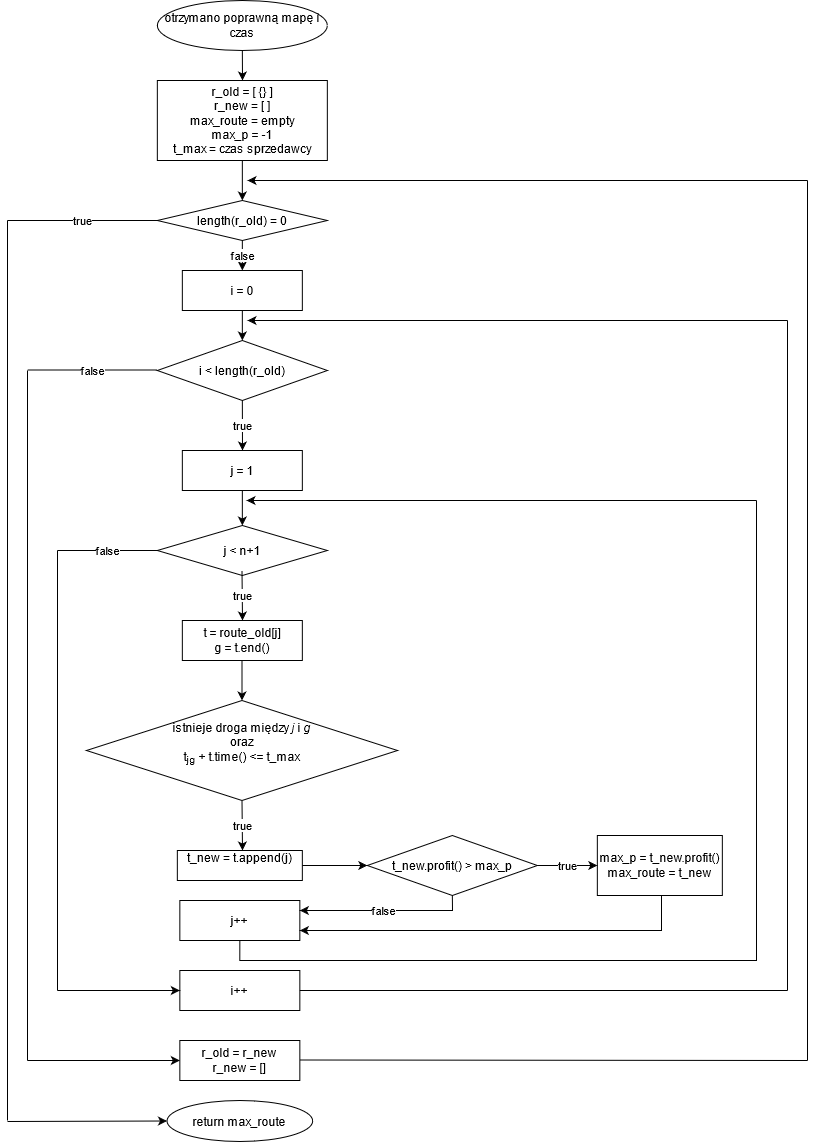 otrzymano poprawną mapę i
czas
r_old = [ {} ]
r_new = [ ]
max_route = empty
max_p = -1
t_max = czas sprzedawcy
length(r_old) = 0
true
false
i = 0
i < length(r_old)
false
true
j = 1
j < n+1
false
true
t = route_old[j]
g = t.end()
istnieje droga między j i g
oraz
tjg + t.time() <= t_max
true
t_new = t.append(j)
t_new.profit() > max_p
true
max_p = t_new.profit()
max_route = t_new
false
j++
i++
r_old = r_new
r_new = []
return max_route